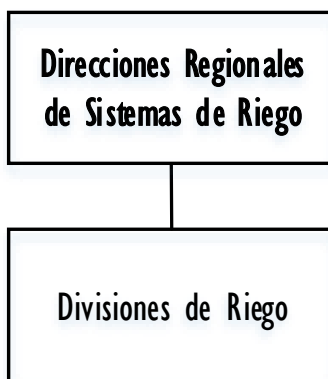 Direcciones Regionales
de Sistemas de Riego
Divisiones de Riego